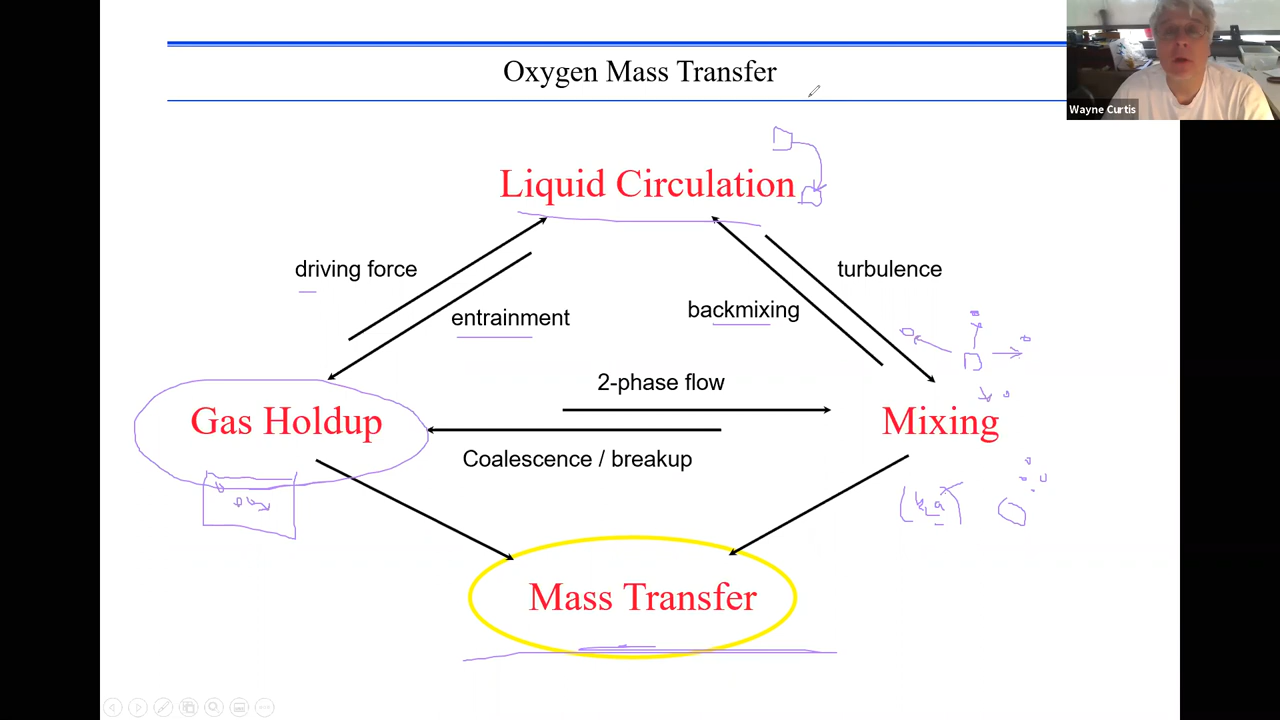 Oxygen Mass Transfer
Wayne Curtis
Liquid Circulation
driving force
turbulence
entrainment
backmixing
2-phase flow
Gas Holdup
Mixing
Coalescence / breakup
Mass Transfer